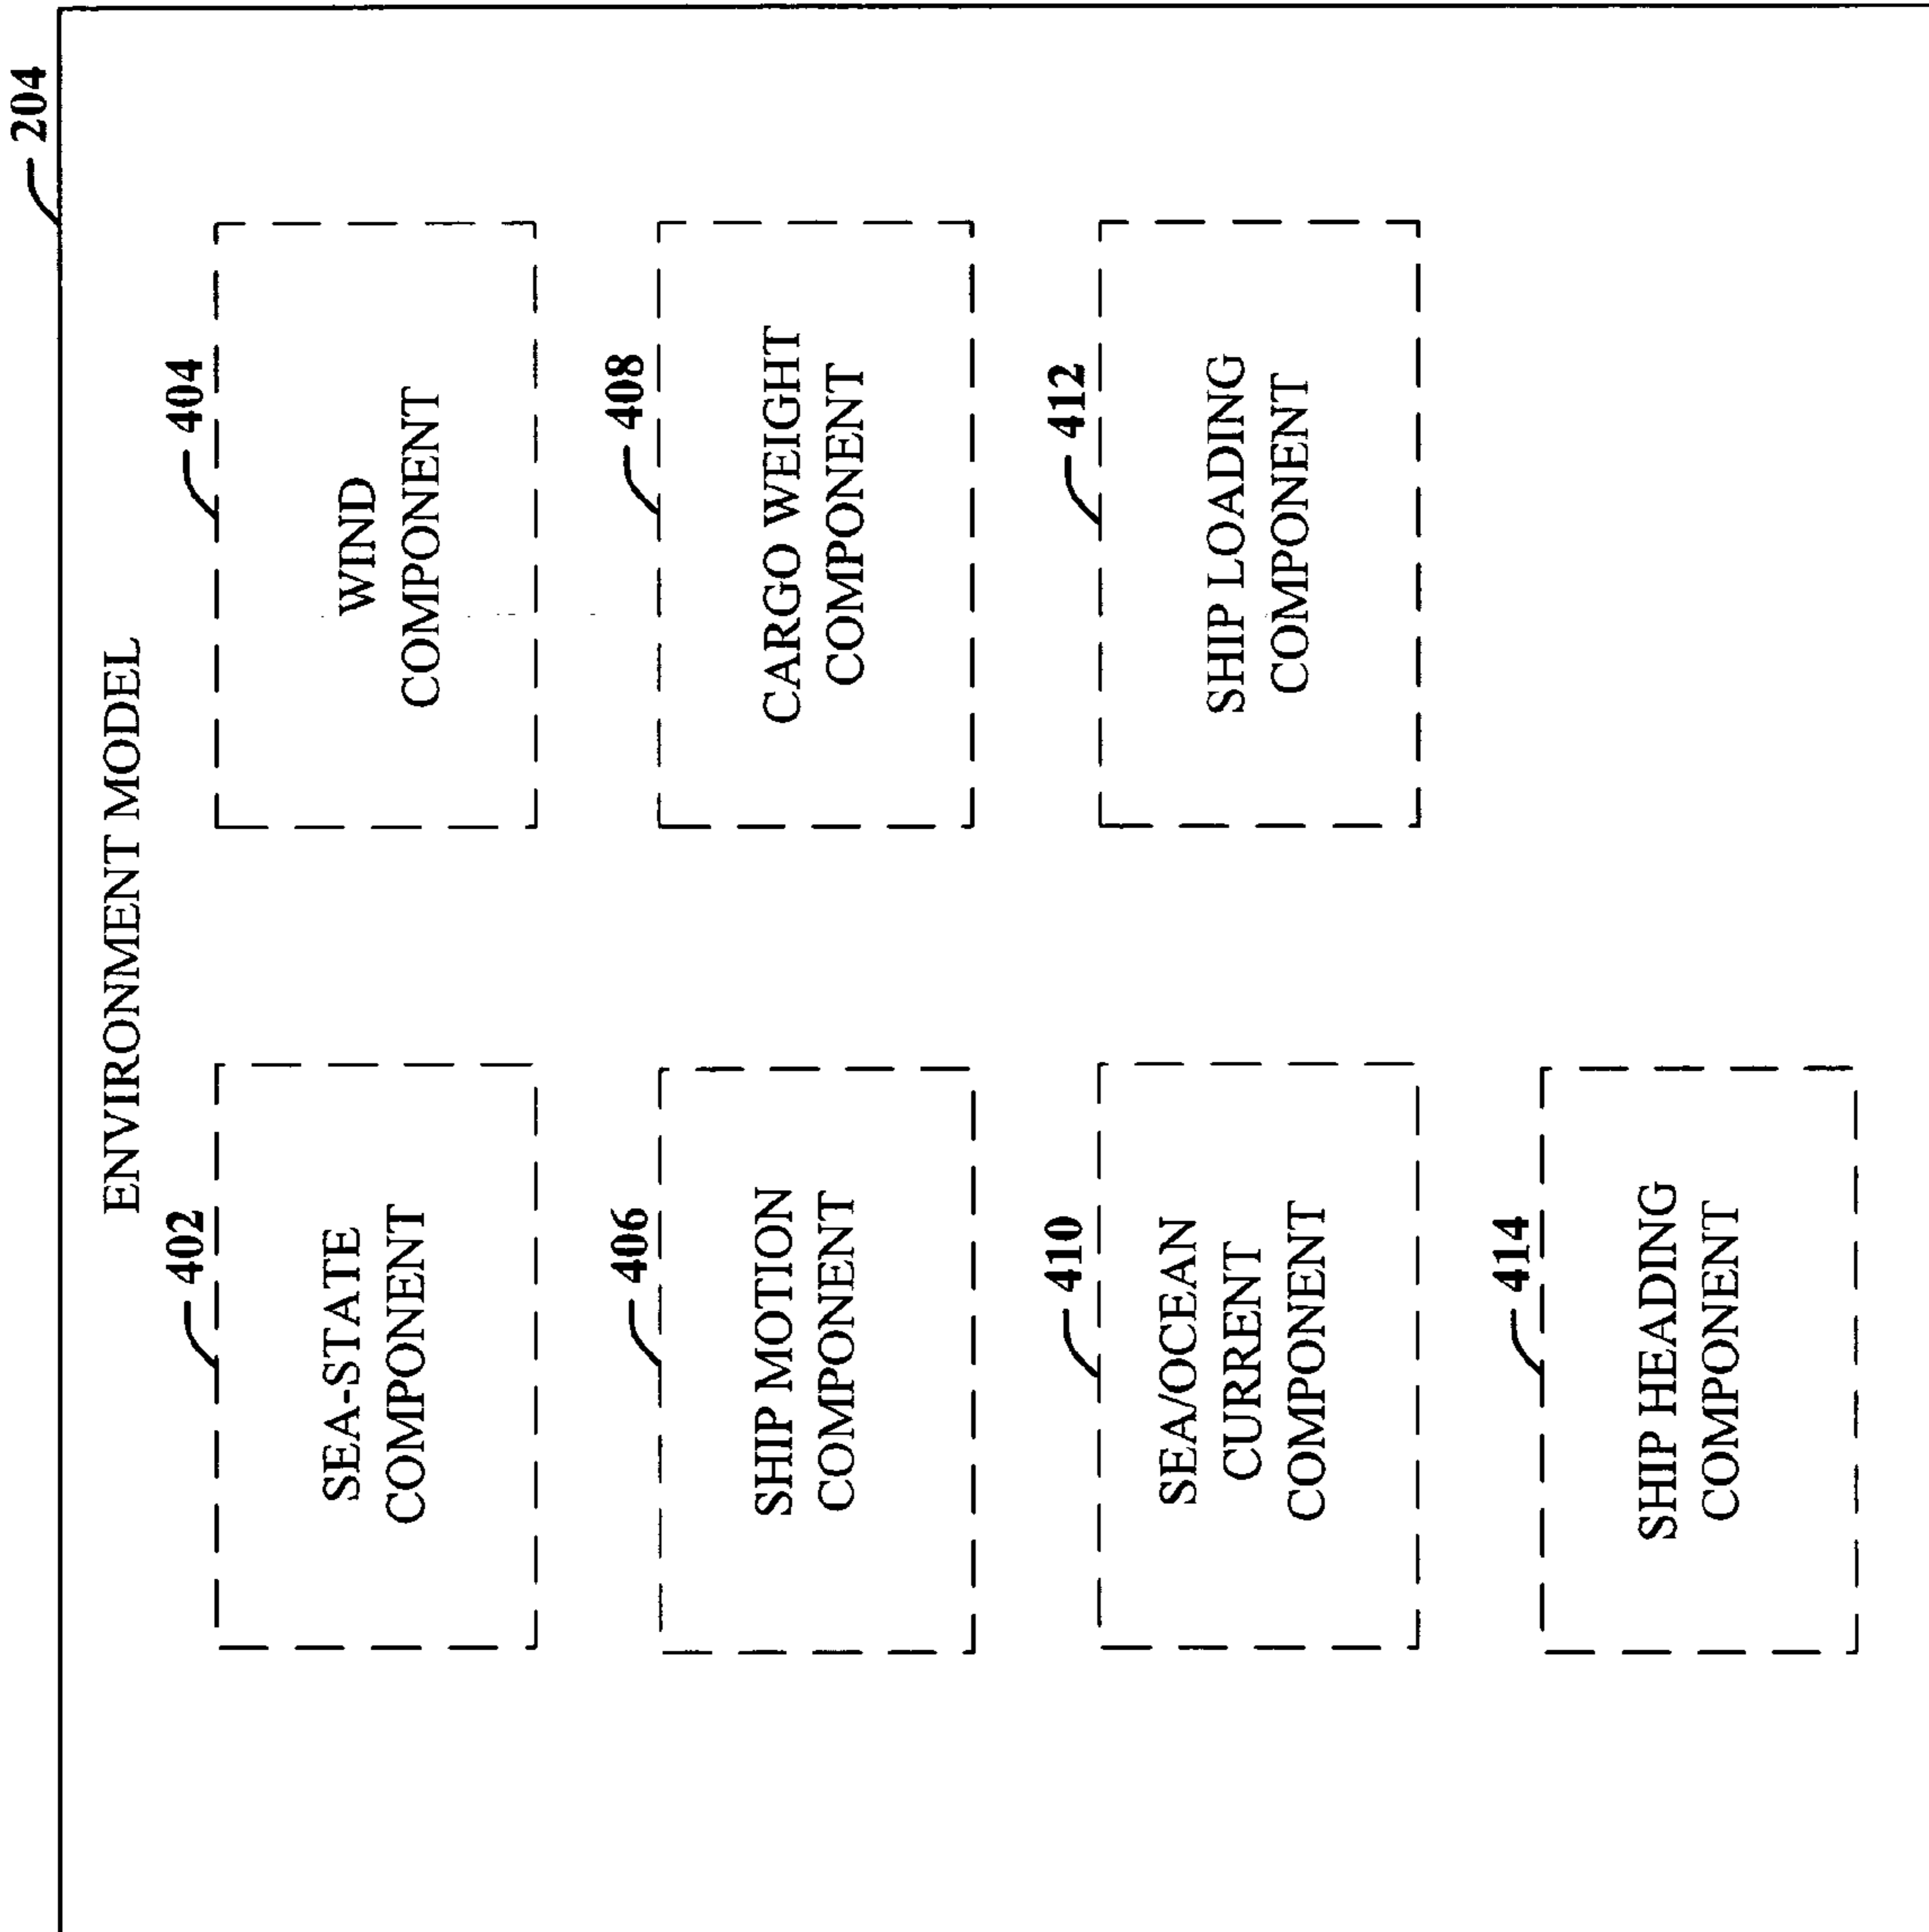 204
ENVIRONMENT MODEL
402
SEA-STATE
COMPONENT
404
WIND
COMPONENT
406
SHIP MOTION
COMPONENT
408
CARGO WEIGHT
COMPONENT
410
SEA/OCEAN
CURRENT
COMPONENT
412
SHIP LOADING
COMPONENT
414
SHIP HEADING
COMPONENT